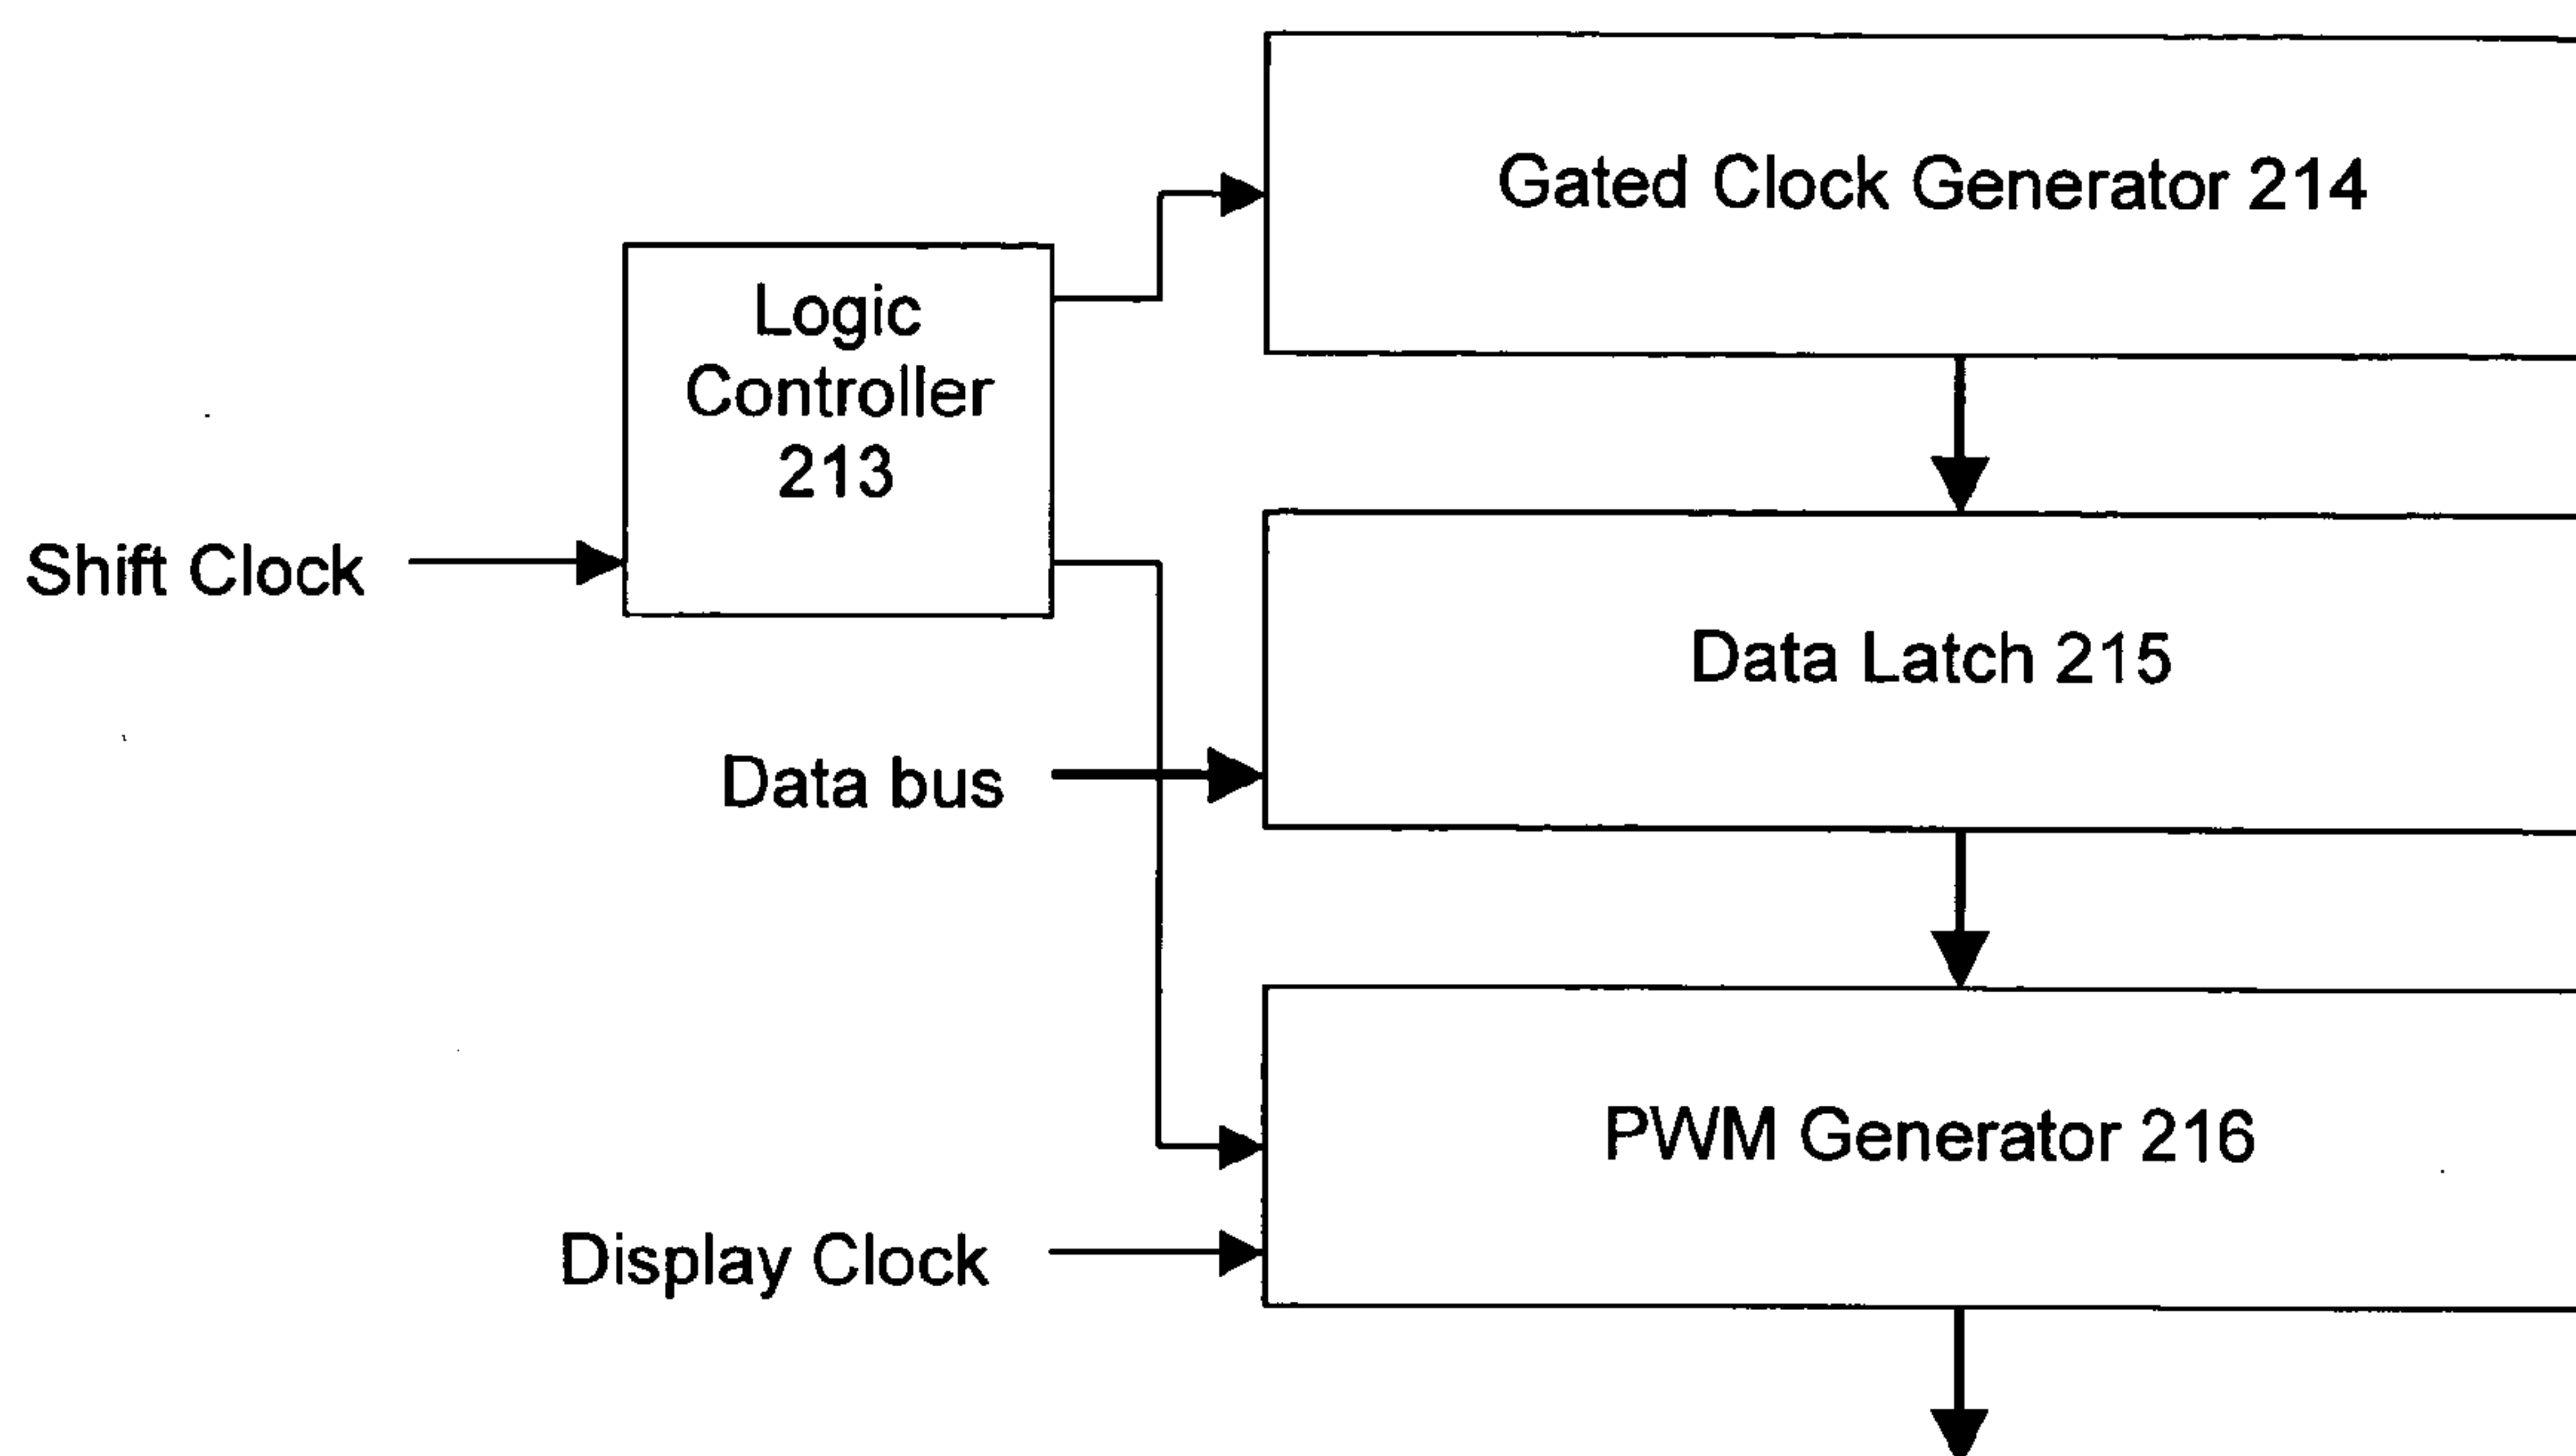 Gated Clock Generator 214
Logic
Controller
213
Shift Clock
Data Latch 215
Data bus
PWM Generator 216
Display Clock